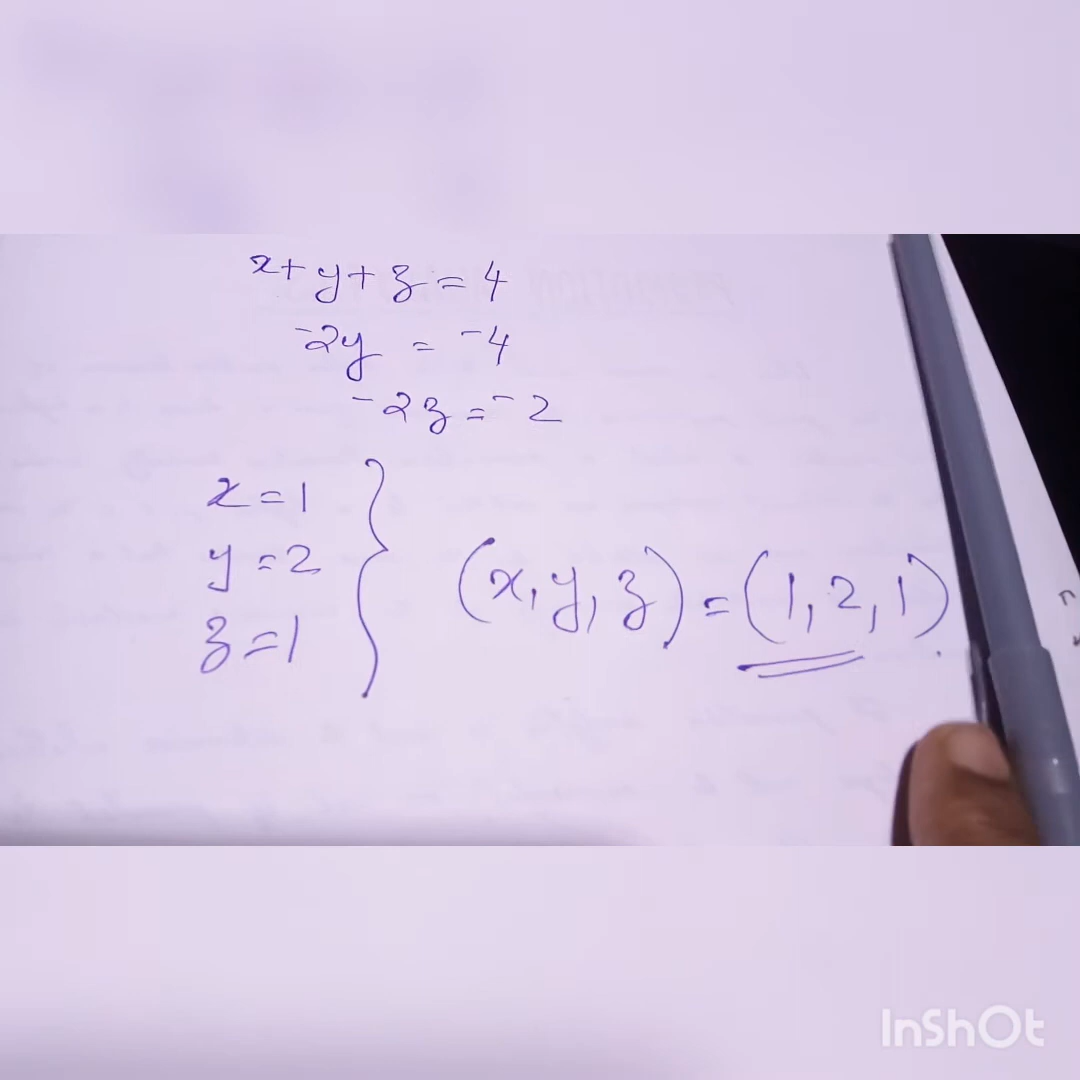 x+y+z=4
-2y = -4
-2z=-2
x=1
y=2
z=1
(x,y,z)=(1,2,1).
InShOt